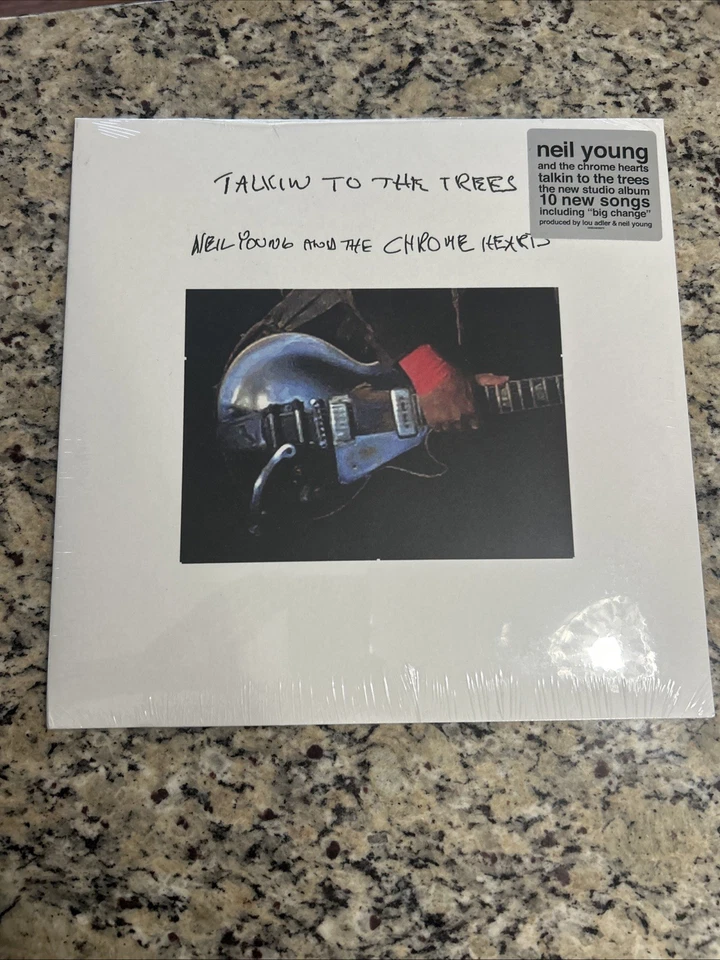 TALKIN TO THE TREES
NEIL YOUNG AND THE CHROME HEARTS
neil young
and the chrome hearts
talkin to the trees
the new studio album
10 new songs
including "big change"
produced by lou adler & neil young